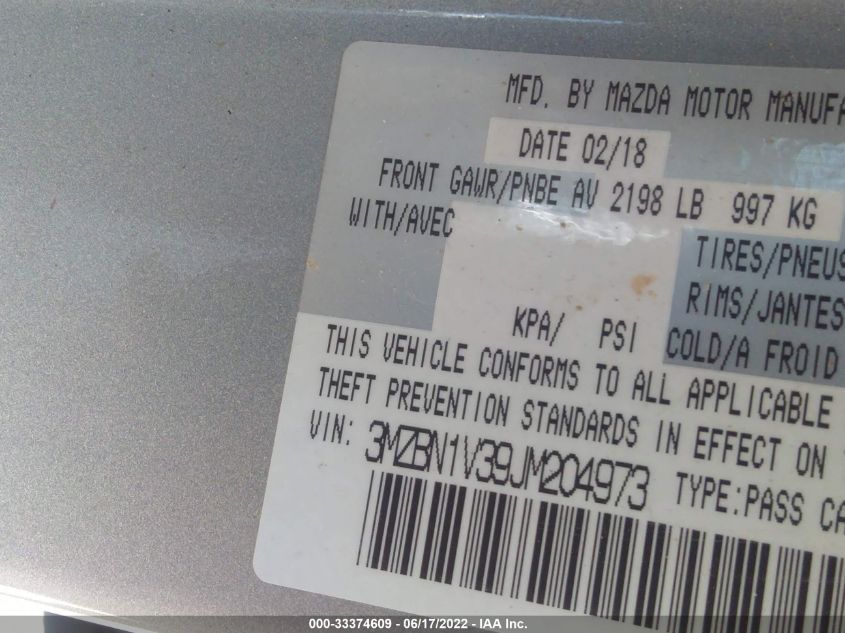 MFD. BY MAZDA MOTOR MANUFA
DATE 02/18
FRONT GAWR/PNBE AV 2198 LB 997 KG
WITH/AVEC
TIRES/PNEUS
RIMS/JANTES
KPA/ PSI COLD/A FROID
THIS VEHICLE CONFORMS TO ALL APPLICABLE
THEFT PREVENTION STANDARDS IN EFFECT ON
VIN: 3MZBN1V39JM204973 TYPE:PASS CA
000-33374609 - 06/17/2022 - IAA Inc.